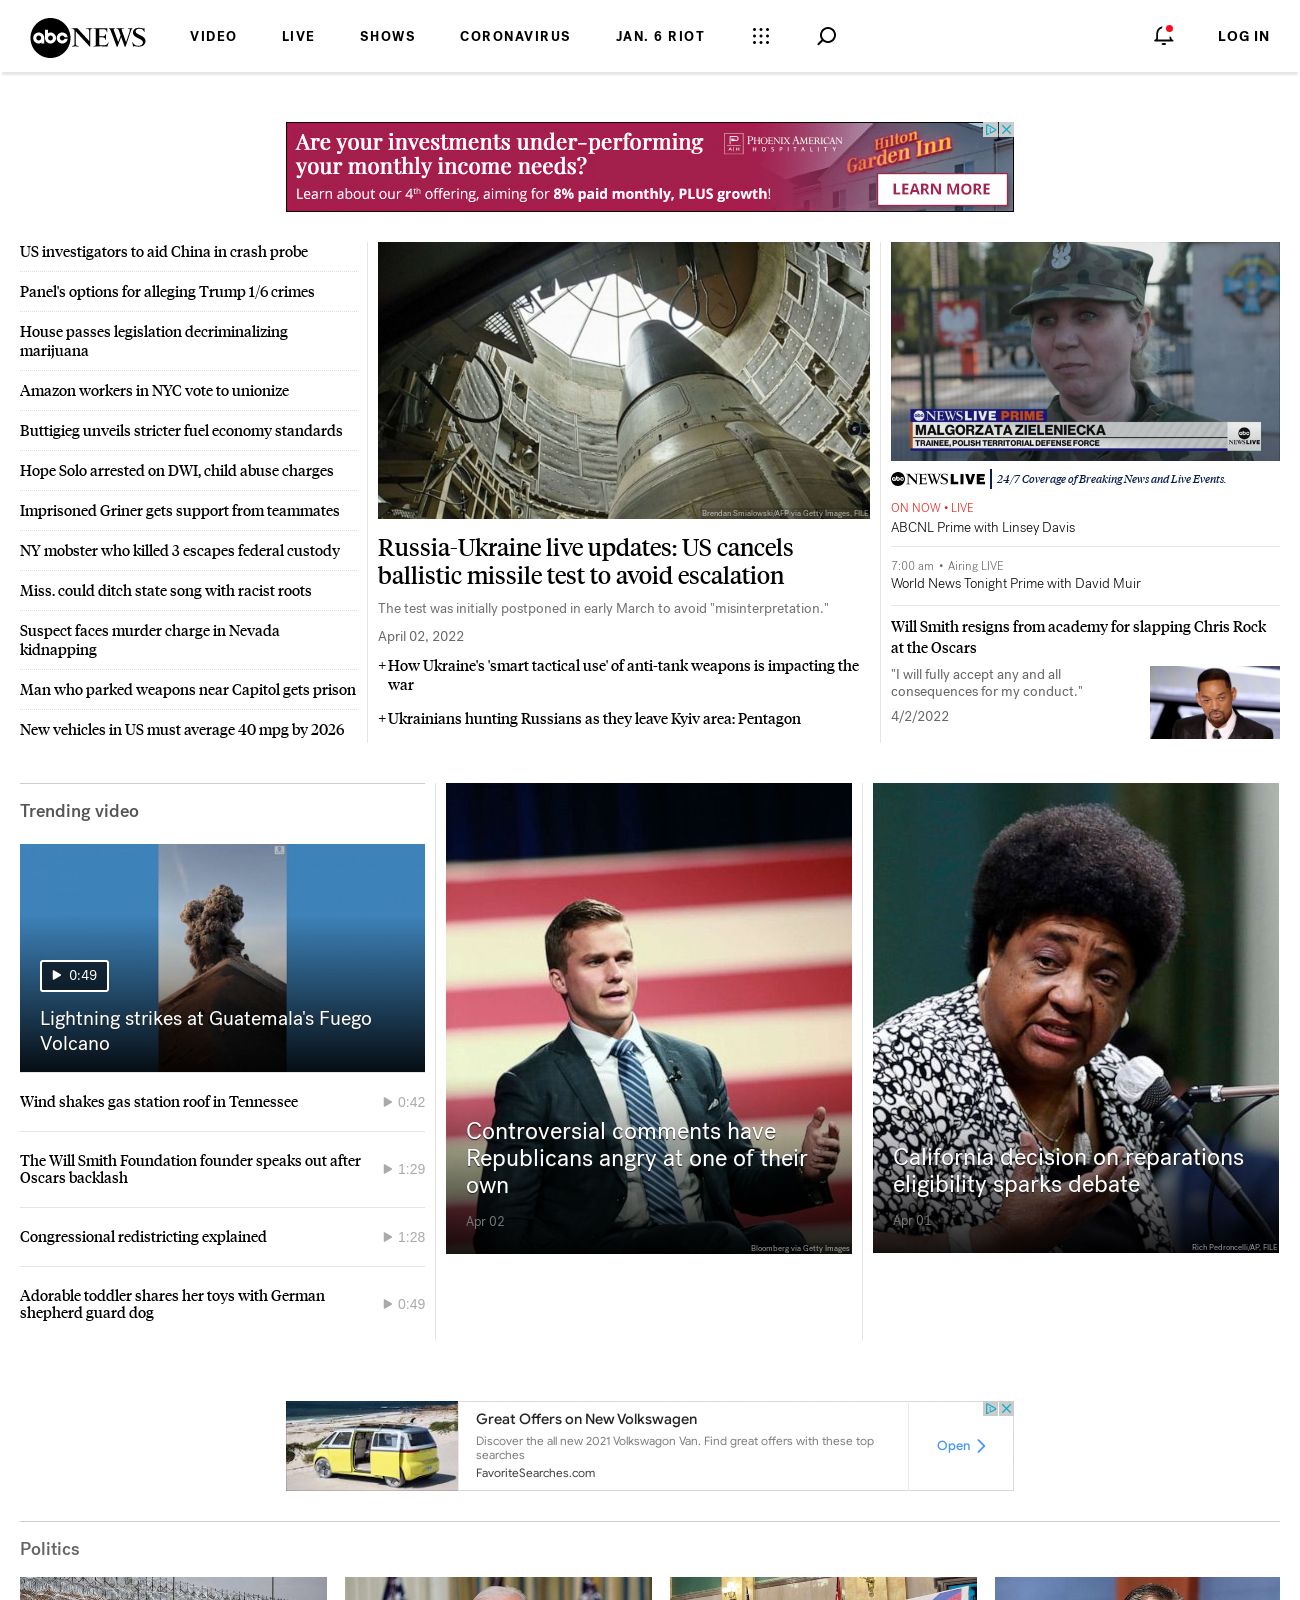 abc NEWS VIDEO LIVE SHOWS CORONAVIRUS JAN. 6 RIOT LOG IN
Are your investments under-performing
your monthly income needs?
Learn about our 4th offering, aiming for 8% paid monthly, PLUS growth!
PHOENIX AMERICAN
HOSPITALITY
Hilton
Garden Inn
LEARN MORE
US investigators to aid China in crash probe
Panel's options for alleging Trump 1/6 crimes
House passes legislation decriminalizing
marijuana
Amazon workers in NYC vote to unionize
Buttigieg unveils stricter fuel economy standards
Hope Solo arrested on DWI, child abuse charges
Imprisoned Griner gets support from teammates
NY mobster who killed 3 escapes federal custody
Miss. could ditch state song with racist roots
Suspect faces murder charge in Nevada
kidnapping
Man who parked weapons near Capitol gets prison
New vehicles in US must average 40 mpg by 2026
Brendan Smialowski/AFP via Getty Images, FILE
Russia-Ukraine live updates: US cancels
ballistic missile test to avoid escalation
The test was initially postponed in early March to avoid "misinterpretation."
April 02, 2022
+ How Ukraine's 'smart tactical use' of anti-tank weapons is impacting the
war
+ Ukrainians hunting Russians as they leave Kyiv area: Pentagon
abc NEWS LIVE PRIME
MALGORZATA ZIELENIECKA
TRAINEE, POLISH TERRITORIAL DEFENSE FORCE
abc
NEWS LIVE
abc NEWS LIVE 24/7 Coverage of Breaking News and Live Events.
ON NOW • LIVE
ABCNL Prime with Linsey Davis
7:00 am • Airing LIVE
World News Tonight Prime with David Muir
Will Smith resigns from academy for slapping Chris Rock
at the Oscars
"I will fully accept any and all
consequences for my conduct."
4/2/2022
Trending video
0:49
Lightning strikes at Guatemala's Fuego
Volcano
Wind shakes gas station roof in Tennessee 0:42
The Will Smith Foundation founder speaks out after
Oscars backlash 1:29
Congressional redistricting explained 1:28
Adorable toddler shares her toys with German
shepherd guard dog 0:49
Controversial comments have
Republicans angry at one of their
own
Apr 02
Bloomberg via Getty Images
California decision on reparations
eligibility sparks debate
Apr 01
Rich Pedroncelli/AP, FILE
Great Offers on New Volkswagen
Discover the all new 2021 Volkswagon Van. Find great offers with these top
searches
FavoriteSearches.com
Open
Politics